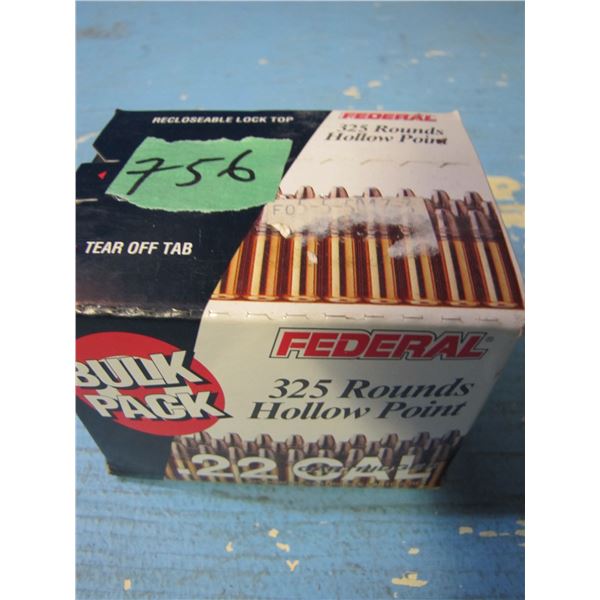 RECLOSEABLE LOCK TOP
FEDERAL
325 Rounds
Hollow Point
756
TEAR OFF TAB
FEDERAL
325 Rounds
Hollow Point
BULK
PACK
.22 CAL